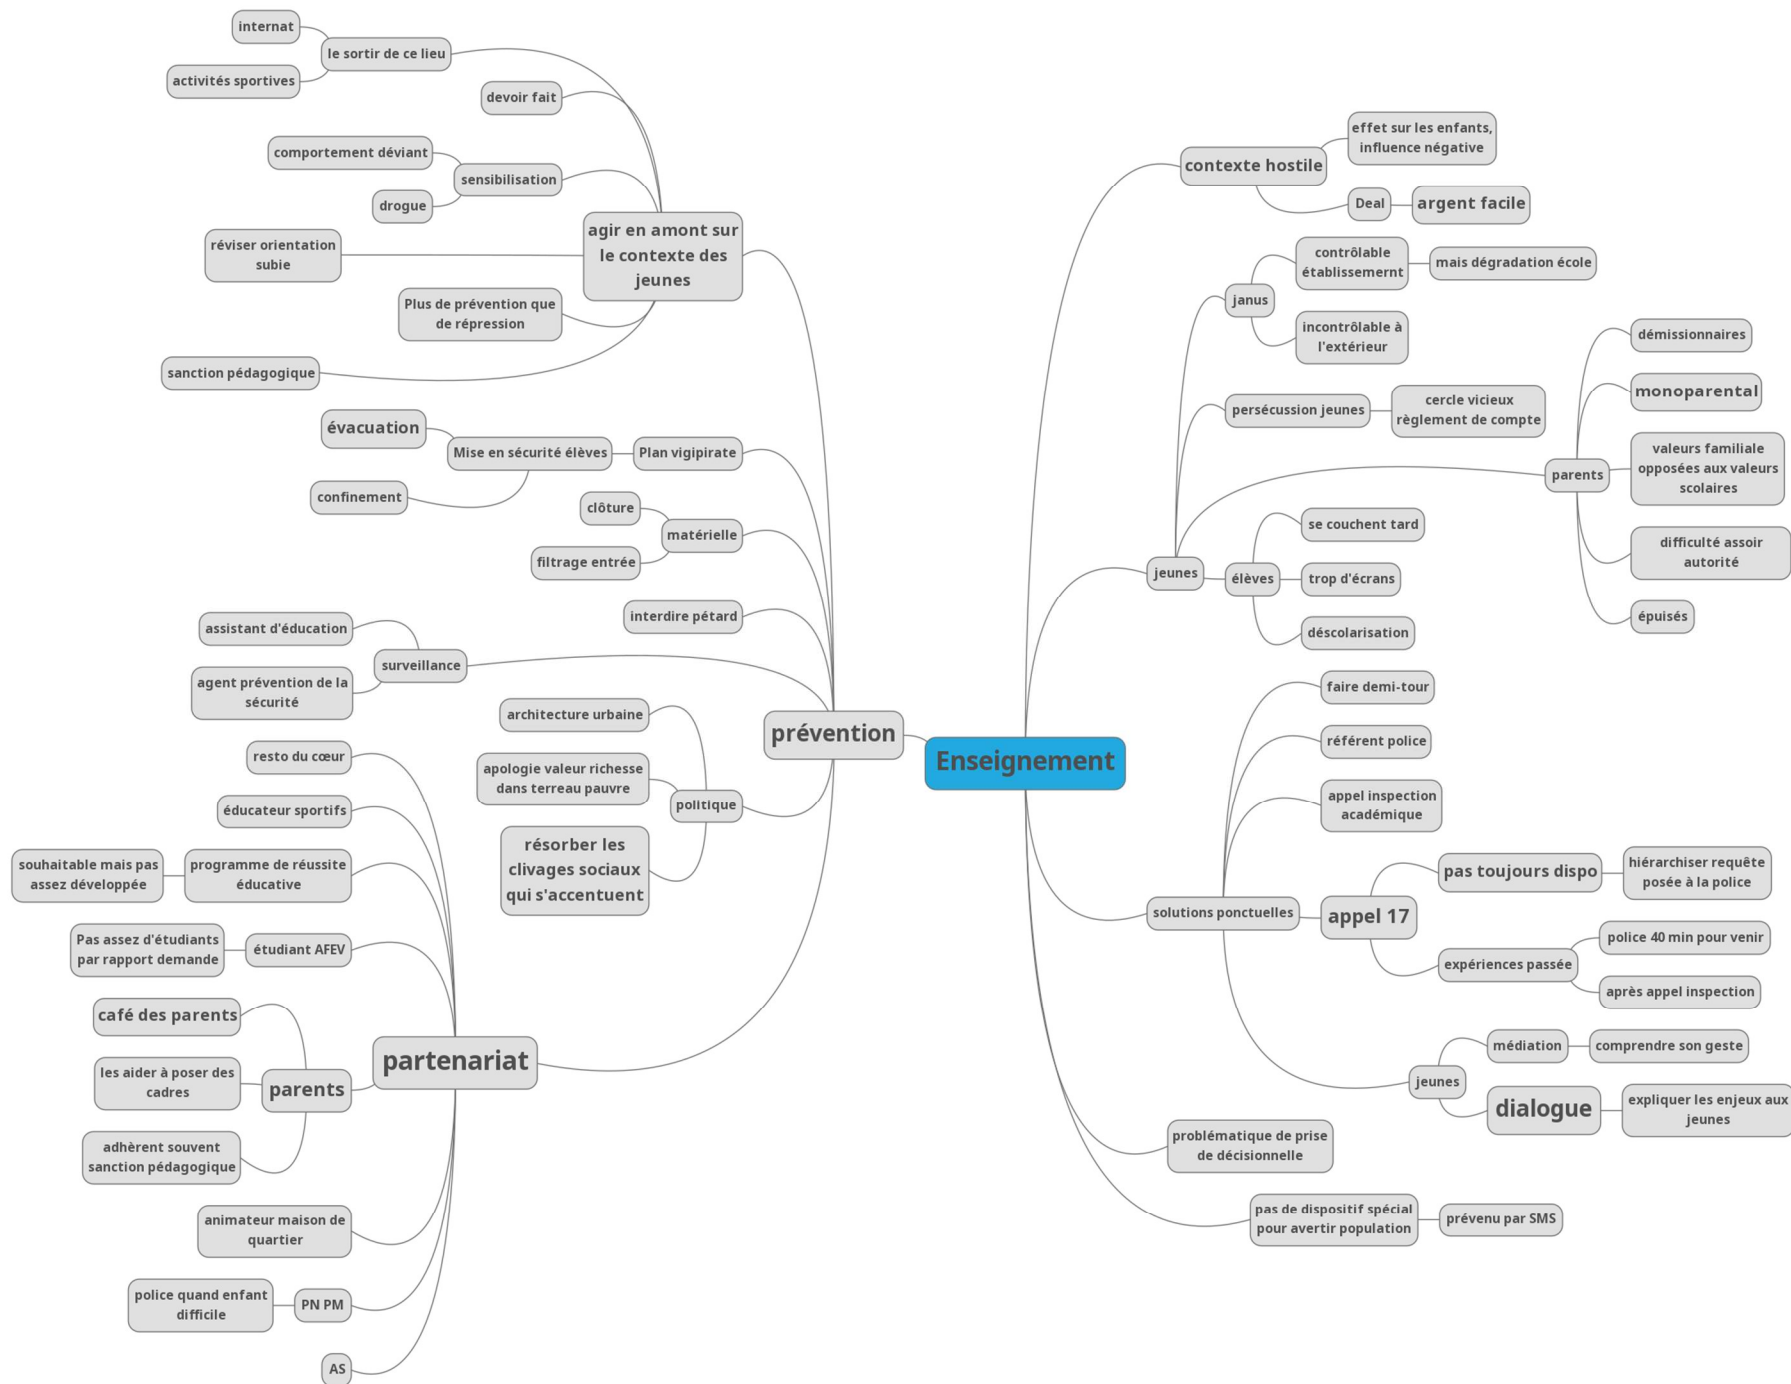 internat
le sortir de ce lieu
activités sportives
devoir fait
comportement déviant
sensibilisation
drogue
agir en amont sur
le contexte des
jeunes
réviser orientation
subie
Plus de prévention que
de répression
sanction pédagogique
évacuation
Mise en sécurité élèves
Plan vigipirate
confinement
clôture
matérielle
filtrage entrée
interdire pétard
assistant d'éducation
surveillance
agent prévention de la
sécurité
architecture urbaine
apologie valeur richesse
dans terreau pauvre
politique
résorber les
clivages sociaux
qui s'accentuent
prévention
Enseignement
resto du cœur
éducateur sportifs
souhaitable mais pas
assez développée
programme de réussite
éducative
Pas assez d'étudiants
par rapport demande
étudiant AFEV
café des parents
partenariat
les aider à poser des
cadres
parents
adhèrent souvent
sanction pédagogique
animateur maison de
quartier
police quand enfant
difficile
PN PM
AS
effet sur les enfants,
influence négative
contexte hostile
Deal
argent facile
contrôlable
établissemernt
mais dégradation école
janus
incontrôlable à
l'extérieur
persécussion jeunes
cercle vicieux
règlement de compte
démissionnaires
monoparental
valeurs familiale
opposées aux valeurs
scolaires
parents
difficulté assoir
autorité
épuisés
se couchent tard
jeunes
élèves
trop d'écrans
déscolarisation
faire demi-tour
référent police
appel inspection
académique
solutions ponctuelles
appel 17
pas toujours dispo
hiérarchiser requête
posée à la police
expériences passée
police 40 min pour venir
après appel inspection
médiation
comprendre son geste
jeunes
dialogue
expliquer les enjeux aux
jeunes
problématique de prise
de décisionnelle
pas de dispositif spécial
pour avertir population
prévenu par SMS